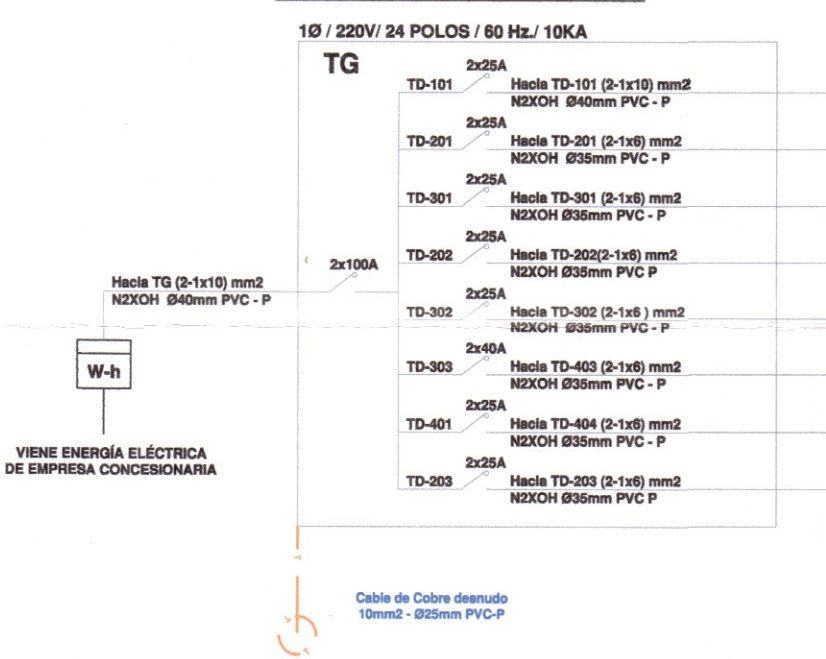 1Ø / 220V/ 24 POLOS / 60 Hz./ 10KA
TG
2x25A
TD-101
Hacia TD-101 (2-1x10) mm2
N2XOH Ø40mm PVC - P
2x25A
TD-201
Hacia TD-201 (2-1x6) mm2
N2XOH Ø35mm PVC - P
2x25A
TD-301
Hacia TD-301 (2-1x6) mm2
N2XOH Ø35mm PVC - P
2x25A
TD-202
Hacia TD-202(2-1x6) mm2
N2XOH Ø35mm PVC P
2x100A
Hacia TG (2-1x10) mm2
N2XOH Ø40mm PVC - P
2x25A
TD-302
Hacia TD-302 (2-1x6 ) mm2
N2XOH Ø35mm PVC - P
2x40A
TD-303
Hacia TD-403 (2-1x6) mm2
N2XOH Ø35mm PVC - P
W-h
2x25A
TD-401
Hacia TD-404 (2-1x6) mm2
N2XOH Ø35mm PVC - P
VIENE ENERGÍA ELÉCTRICA
DE EMPRESA CONCESIONARIA
2x25A
TD-203
Hacia TD-203 (2-1x6) mm2
N2XOH Ø35mm PVC P
T
Cable de Cobre desnudo
10mm2 - Ø25mm PVC-P
T
T
T